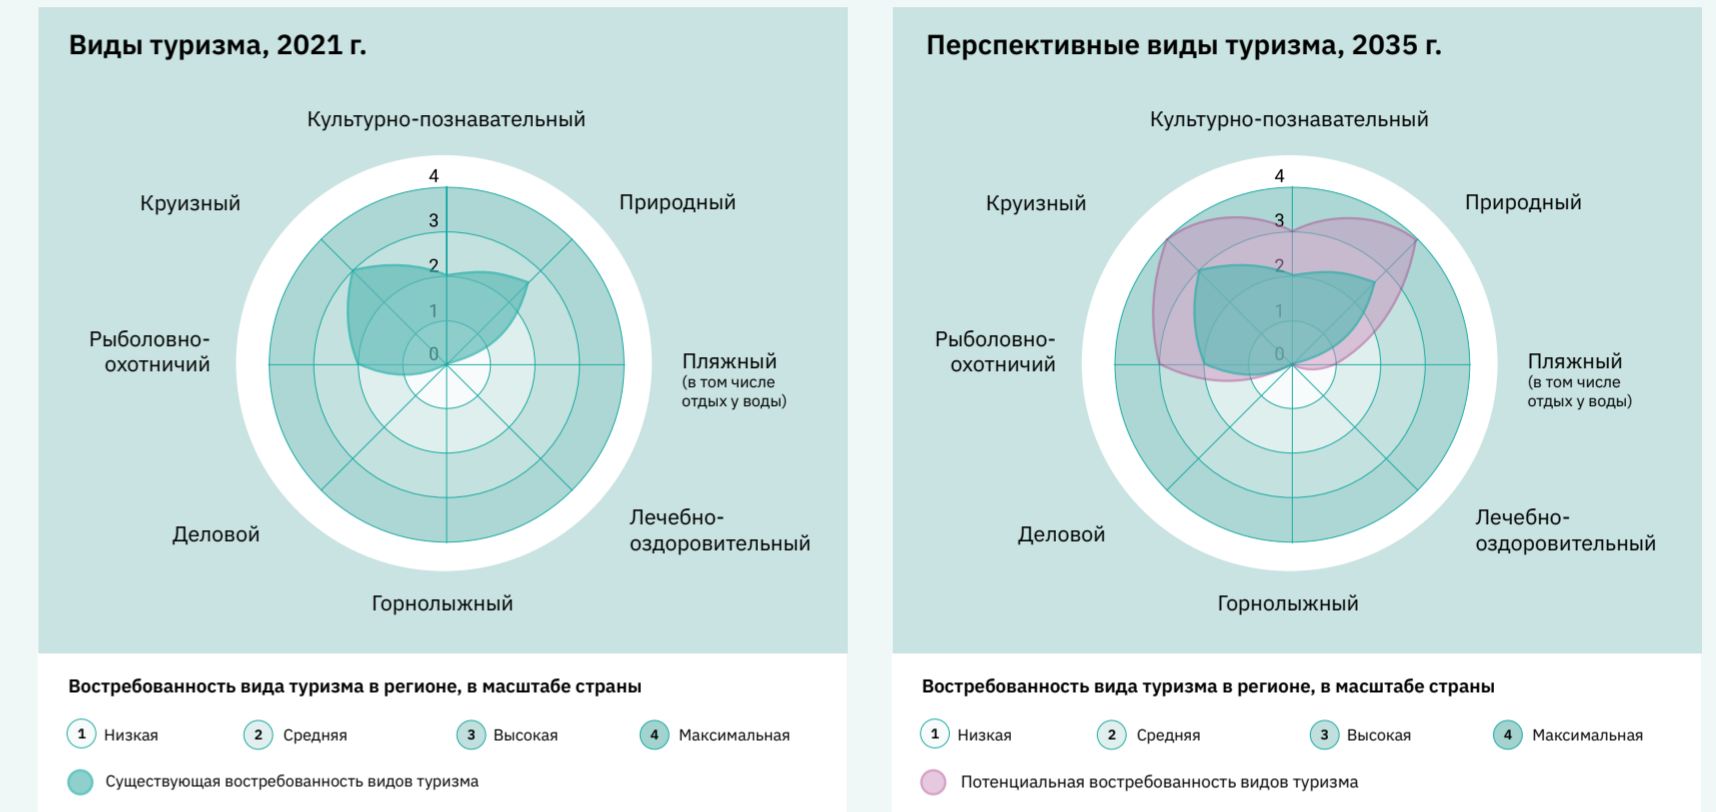 Виды туризма, 2021 г.
Культурно-познавательный
Круизный
Природный
4
3
2
1
0
Рыболовно-
охотничий
Пляжный
(в том числе
отдых у воды)
Деловой
Лечебно-
оздоровительный
Горнолыжный
Востребованность вида туризма в регионе, в масштабе страны
1 Низкая
2 Средняя
3 Высокая
4 Максимальная
Существующая востребованность видов туризма
Перспективные виды туризма, 2035 г.
Культурно-познавательный
Круизный
Природный
4
3
2
1
0
Рыболовно-
охотничий
Пляжный
(в том числе
отдых у воды)
Деловой
Лечебно-
оздоровительный
Горнолыжный
Востребованность вида туризма в регионе, в масштабе страны
1 Низкая
2 Средняя
3 Высокая
4 Максимальная
Потенциальная востребованность видов туризма